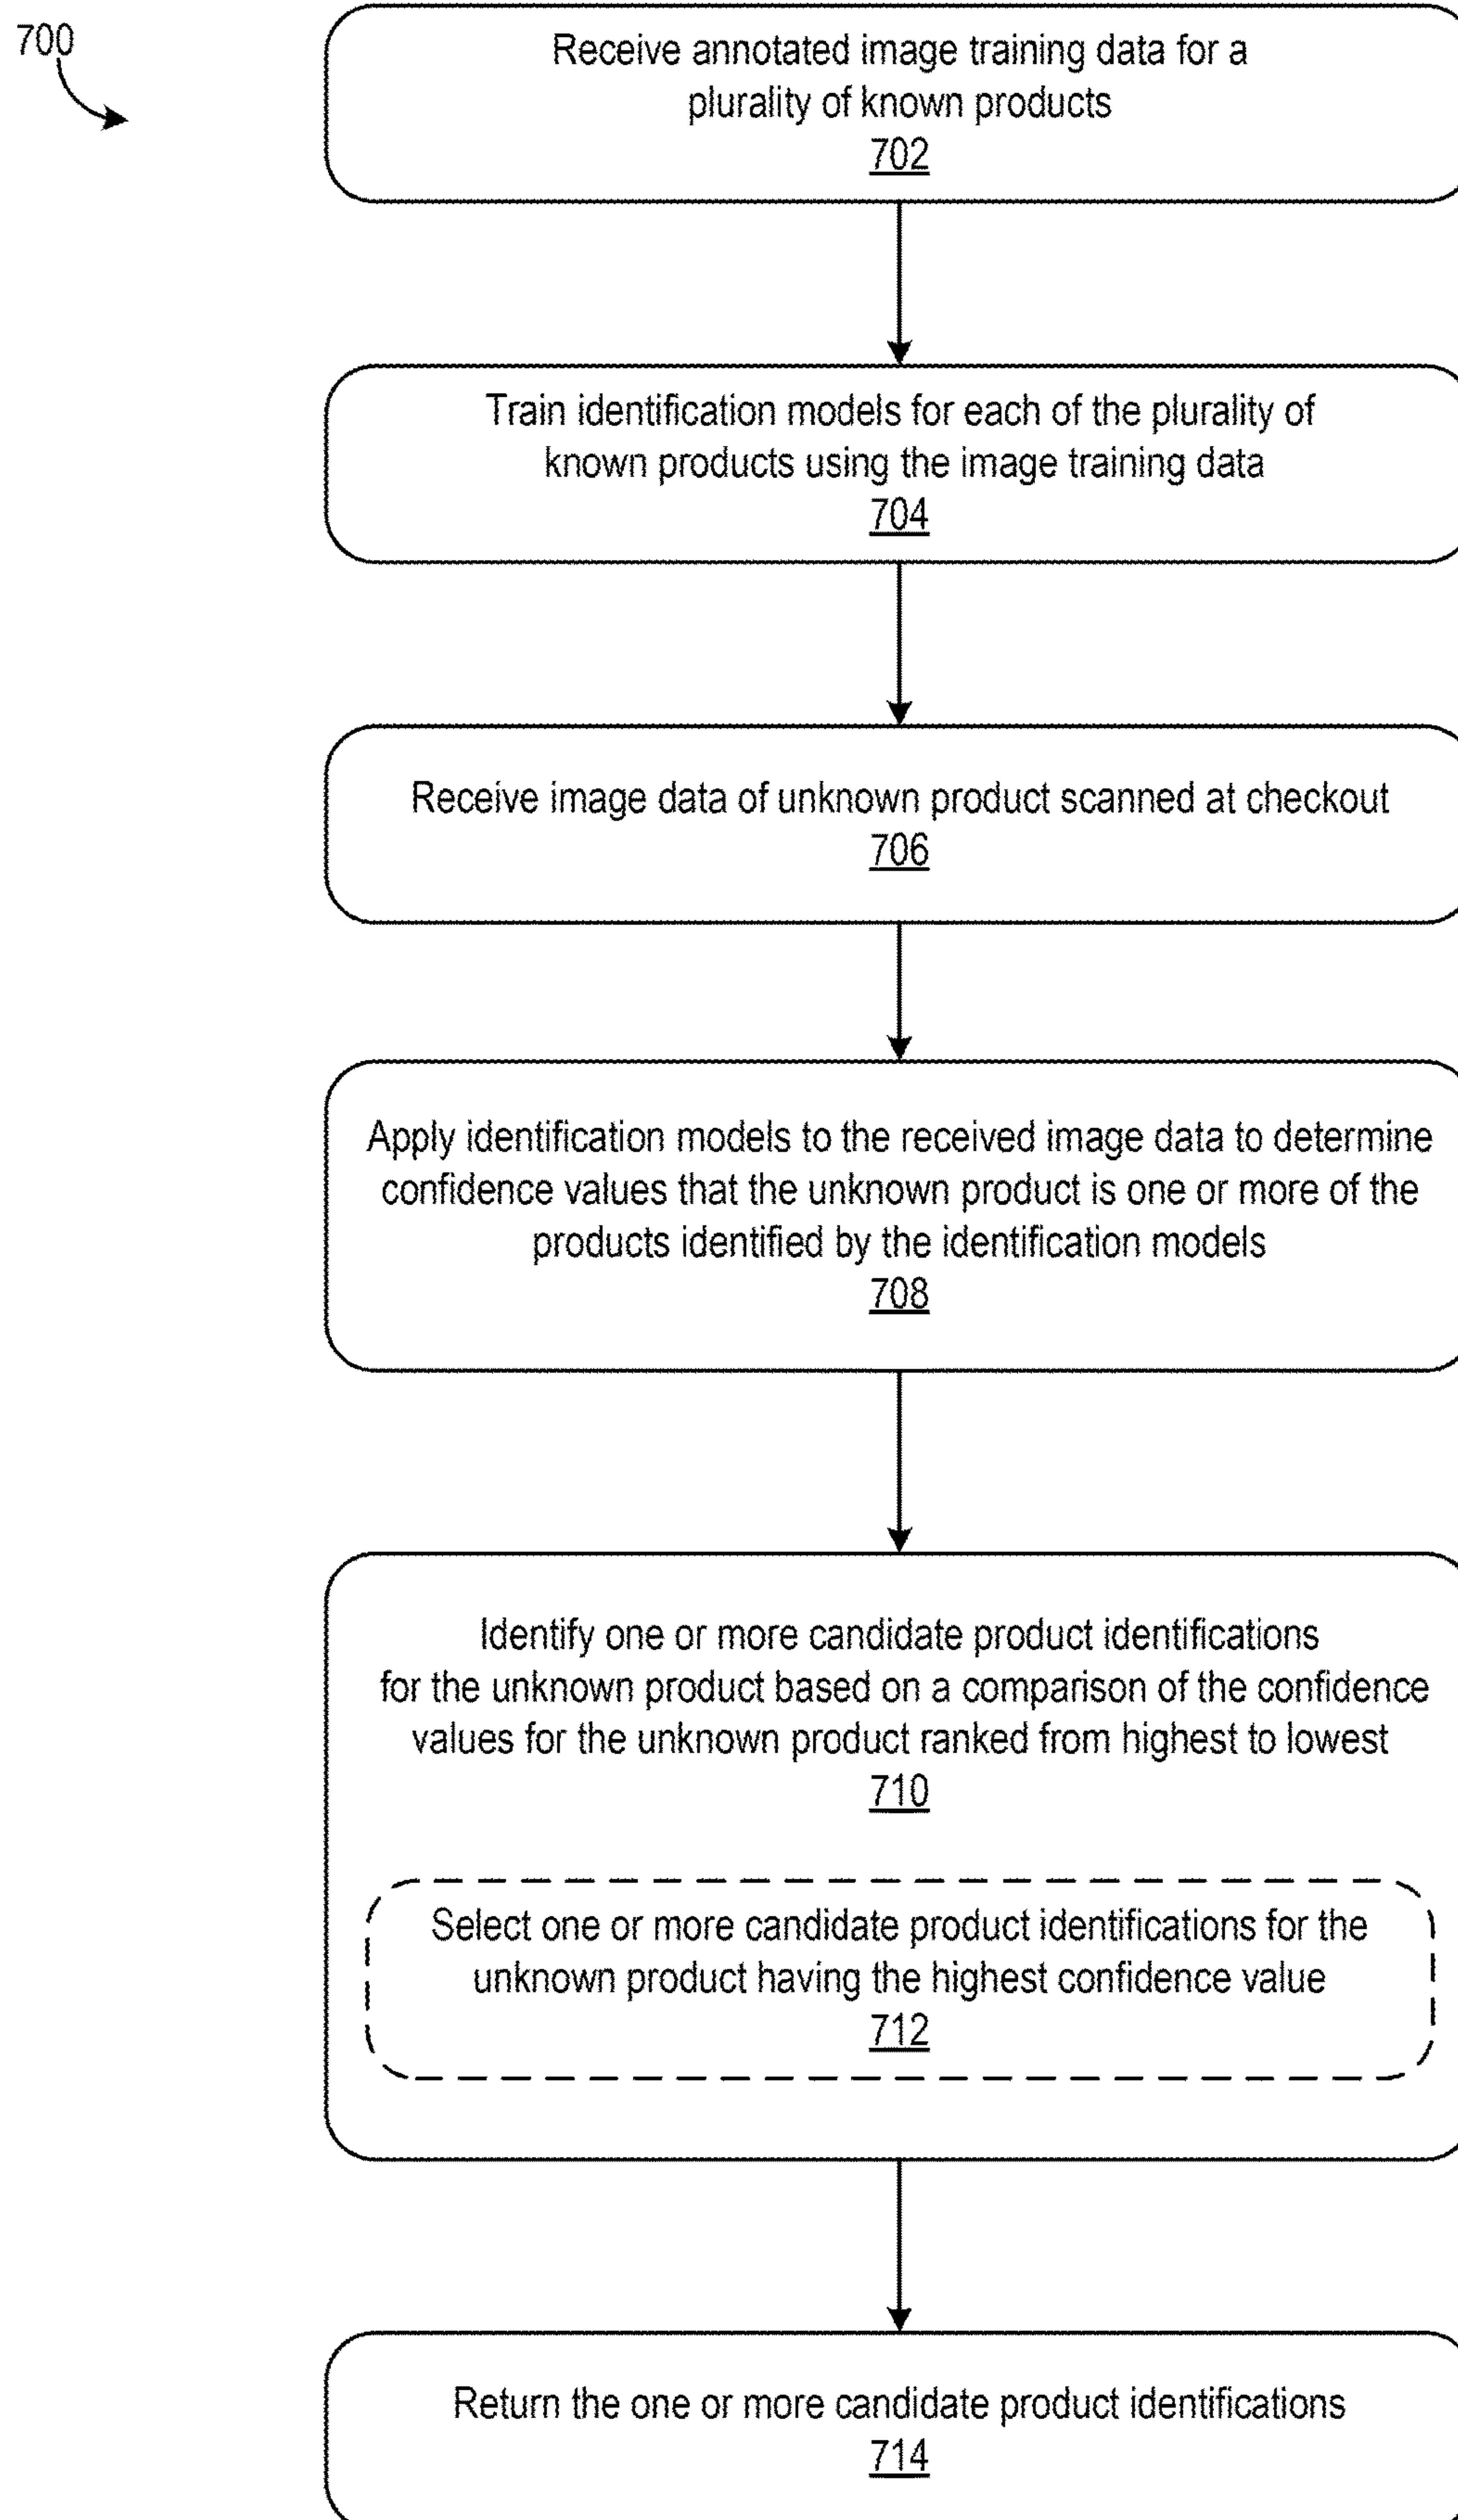 700
Receive annotated image training data for a
plurality of known products
702
Train identification models for each of the plurality of
known products using the image training data
704
Receive image data of unknown product scanned at checkout
706
Apply identification models to the received image data to determine
confidence values that the unknown product is one or more of the
products identified by the identification models
708
Identify one or more candidate product identifications
for the unknown product based on a comparison of the confidence
values for the unknown product ranked from highest to lowest
710
Select one or more candidate product identifications for the
unknown product having the highest confidence value
712
Return the one or more candidate product identifications
714